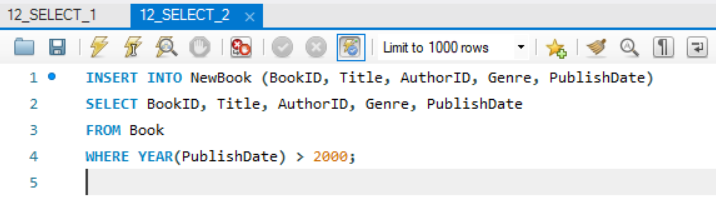 12_SELECT_1 12_SELECT_2 ×
Limit to 1000 rows
1 INSERT INTO NewBook (BookID, Title, AuthorID, Genre, PublishDate)
2 SELECT BookID, Title, AuthorID, Genre, PublishDate
3 FROM Book
4 WHERE YEAR(PublishDate) > 2000;
5